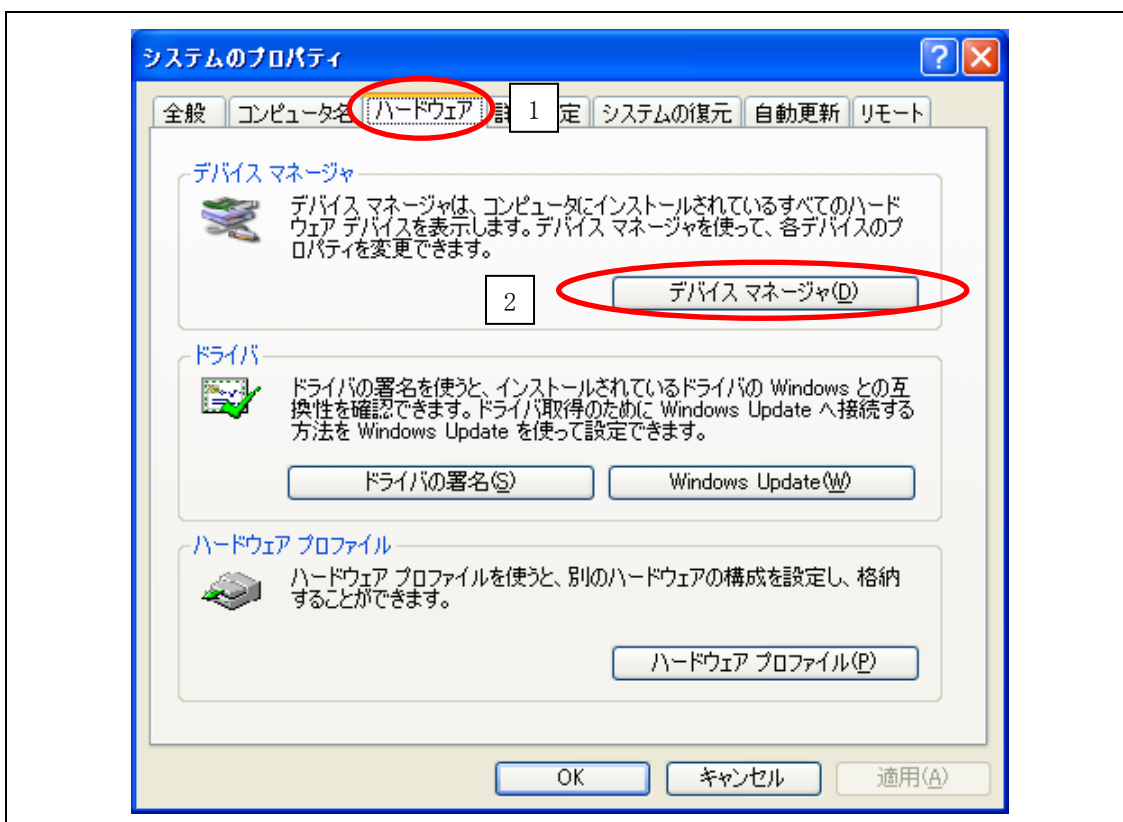 システムのプロパティ
全般 コンピュータ名 ハードウェア 詳 1 定 システムの復元 自動更新 リモート
デバイス マネージャ
デバイス マネージャは、コンピュータにインストールされているすべてのハード
ウェア デバイスを表示します。デバイス マネージャを使って、各デバイスのプ
ロパティを変更できます。
2 デバイス マネージャ(D)
ドライバ
ドライバの署名を使うと、インストールされているドライバの Windows との互
換性を確認できます。ドライバ取得のために Windows Update へ接続する
方法を Windows Update を使って設定できます。
ドライバの署名(S) Windows Update(W)
ハードウェア プロファイル
ハードウェア プロファイルを使うと、別のハードウェアの構成を設定し、格納
することができます。
ハードウェア プロファイル(P)
OK キャンセル 適用(A)